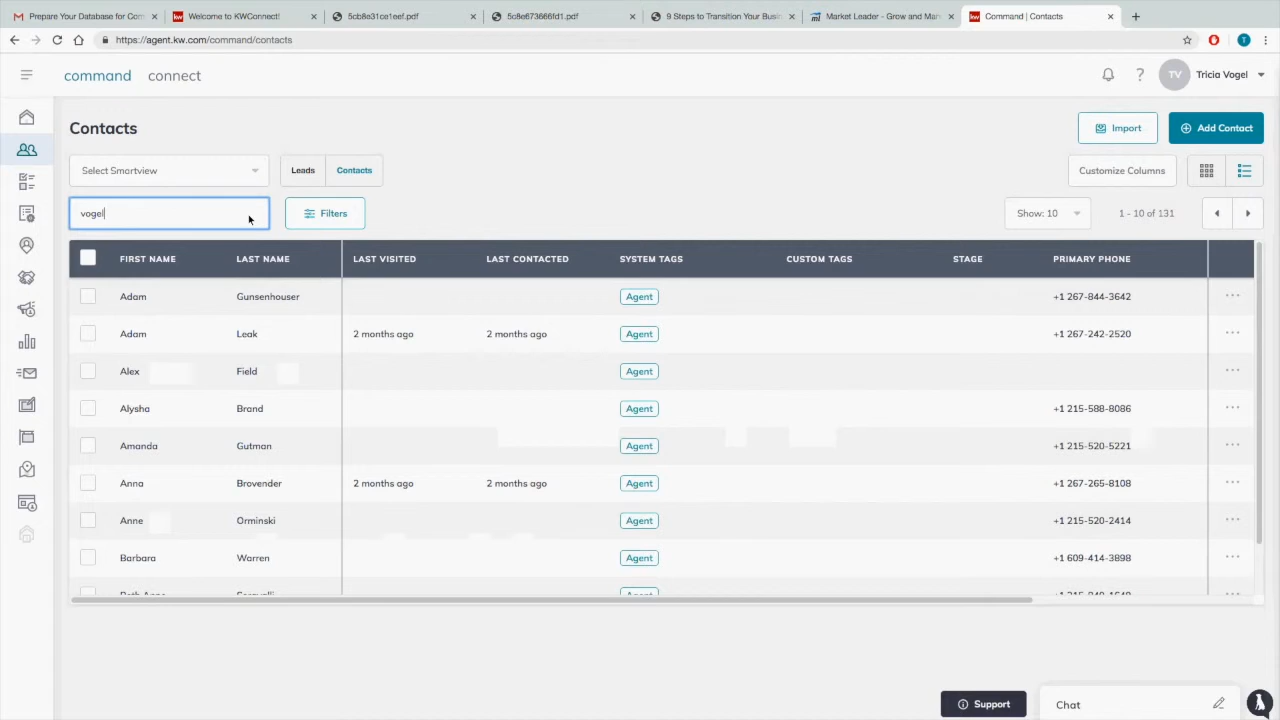 Prepare Your Database for Com
Welcome to KWConnect!
5cb8e31ce1eef.pdf
5c8e673666fd1.pdf
9 Steps to Transition Your Busin
Market Leader - Grow and Man
Command | Contacts
https://agent.kw.com/command/contacts
T
command connect
? TV Tricia Vogel
Contacts
Import
Add Contact
Select Smartview
Leads Contacts
Customize Columns
vogel
Filters
Show: 10
1 - 10 of 131
FIRST NAME LAST NAME LAST VISITED LAST CONTACTED SYSTEM TAGS CUSTOM TAGS STAGE PRIMARY PHONE
Adam Gunsenhouser Agent +1 267-844-3642
Adam Leak 2 months ago 2 months ago Agent +1 267-242-2520
Alex Field Agent
Alysha Brand Agent +1 215-588-8086
Amanda Gutman Agent +1 215-520-5221
Anna Brovender 2 months ago 2 months ago Agent +1 267-265-8108
Anne Orminski Agent +1 215-520-2414
Barbara Warren Agent +1 609-414-3898
Agent
Support
Chat